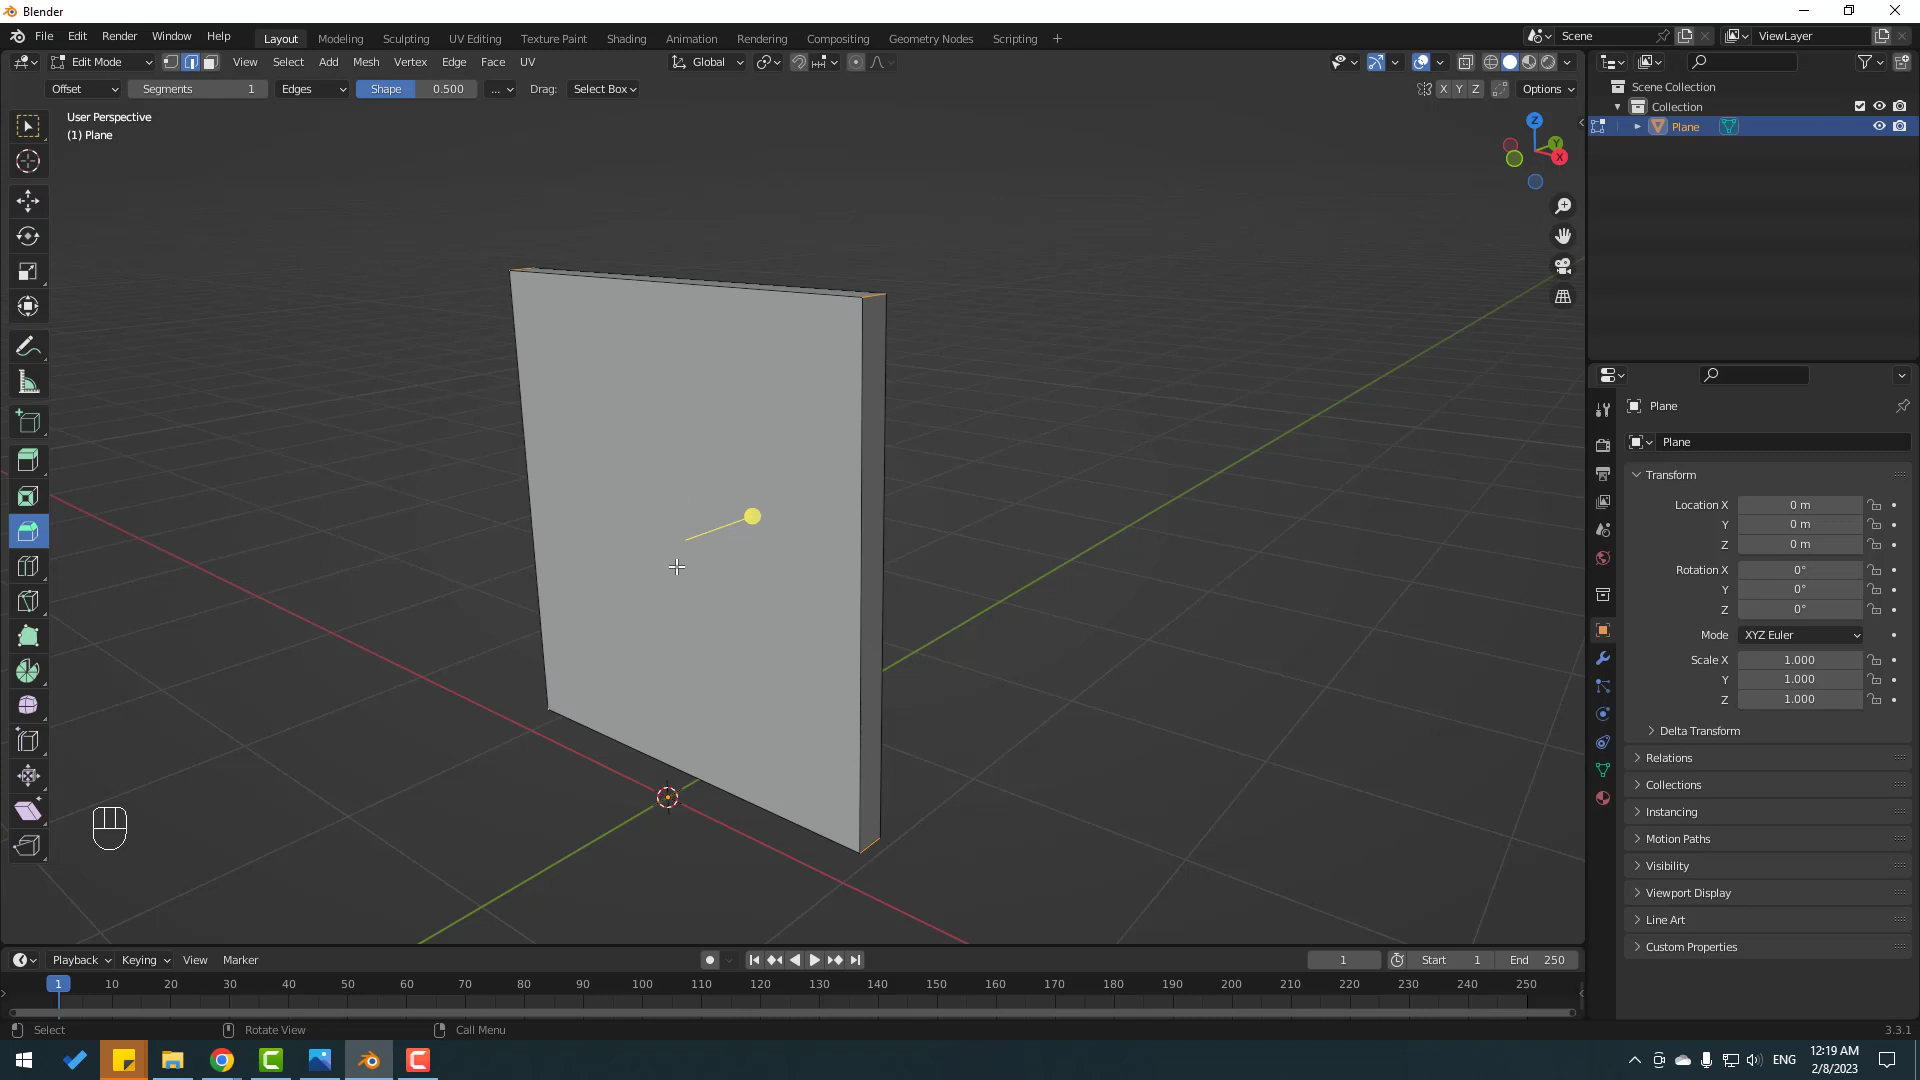 Blender
File Edit Render Window Help
Layout Modeling Sculpting UV Editing Texture Paint Shading Animation Rendering Compositing Geometry Nodes Scripting
Scene
ViewLayer
Edit Mode View Select Add Mesh Vertex Edge Face UV
Global
Offset Segments 1 Edges Shape 0.500 ... Drag: Select Box
X Y Z Options
User Perspective
(1) Plane
Z
Y
X
Scene Collection
Collection
Plane
Plane
Plane
Transform
Location X 0 m
Y 0 m
Z 0 m
Rotation X 0°
Y 0°
Z 0°
Mode XYZ Euler
Scale X 1.000
Y 1.000
Z 1.000
Delta Transform
Relations
Collections
Instancing
Motion Paths
Visibility
Viewport Display
Line Art
Custom Properties
Playback Keying View Marker
1 Start 1 End 250
1 10 20 30 40 50 60 70 80 90 100 110 120 130 140 150 160 170 180 190 200 210 220 230 240 250
Select Rotate View Call Menu
3.3.1
ENG
12:19 AM
2/8/2023